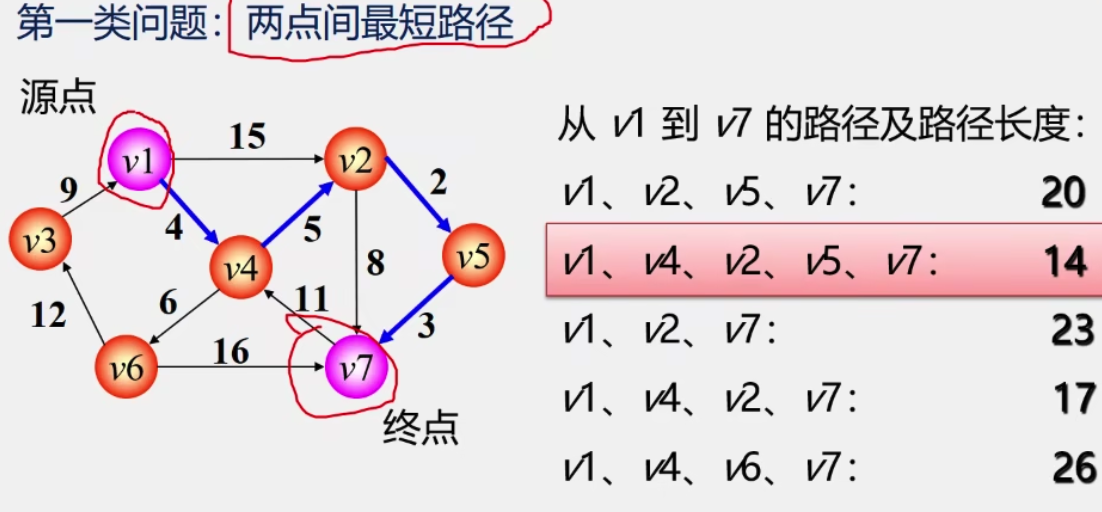 第一类问题：两点间最短路径
源点
从 v1 到 v7 的路径及路径长度：
v1 15 v2
9 2
v1、v2、v5、v7： 20
v3 4 5
v4 8 v5
v1、v4、v2、v5、v7： 14
12 6 11 3
v1、v2、v7： 23
v6 16 v7
v1、v4、v2、v7： 17
终点
v1、v4、v6、v7： 26